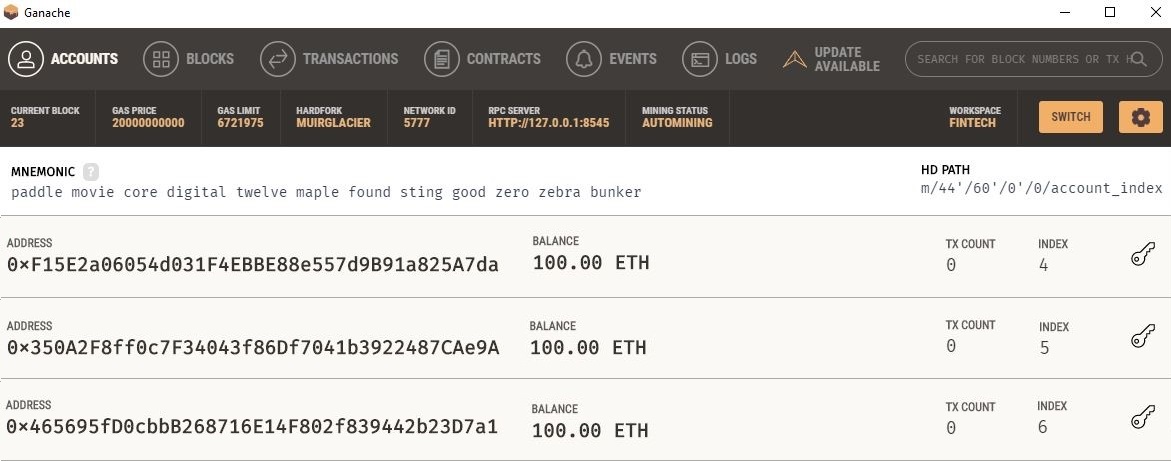 Ganache
ACCOUNTS BLOCKS TRANSACTIONS CONTRACTS EVENTS LOGS UPDATE AVAILABLE SEARCH FOR BLOCK NUMBERS OR TX H
CURRENT BLOCK GAS PRICE GAS LIMIT HARDFORK NETWORK ID RPC SERVER MINING STATUS WORKSPACE
23 20000000000 6721975 MUIRGLACIER 5777 HTTP://127.0.0.1:8545 AUTOMINING FINTECH SWITCH
MNEMONIC ? HD PATH
paddle movie core digital twelve maple found sting good zero zebra bunker m/44'/60'/0'/0/account_index
ADDRESS BALANCE TX COUNT INDEX
0×F15E2a06054d031F4EBBE88e557d9B91a825A7da 100.00 ETH 0 4
ADDRESS BALANCE TX COUNT INDEX
0×350A2F8ff0c7F34043f86Df7041b3922487CAe9A 100.00 ETH 0 5
ADDRESS BALANCE TX COUNT INDEX
0×465695fD0cbbB268716E14F802f839442b23D7a1 100.00 ETH 0 6